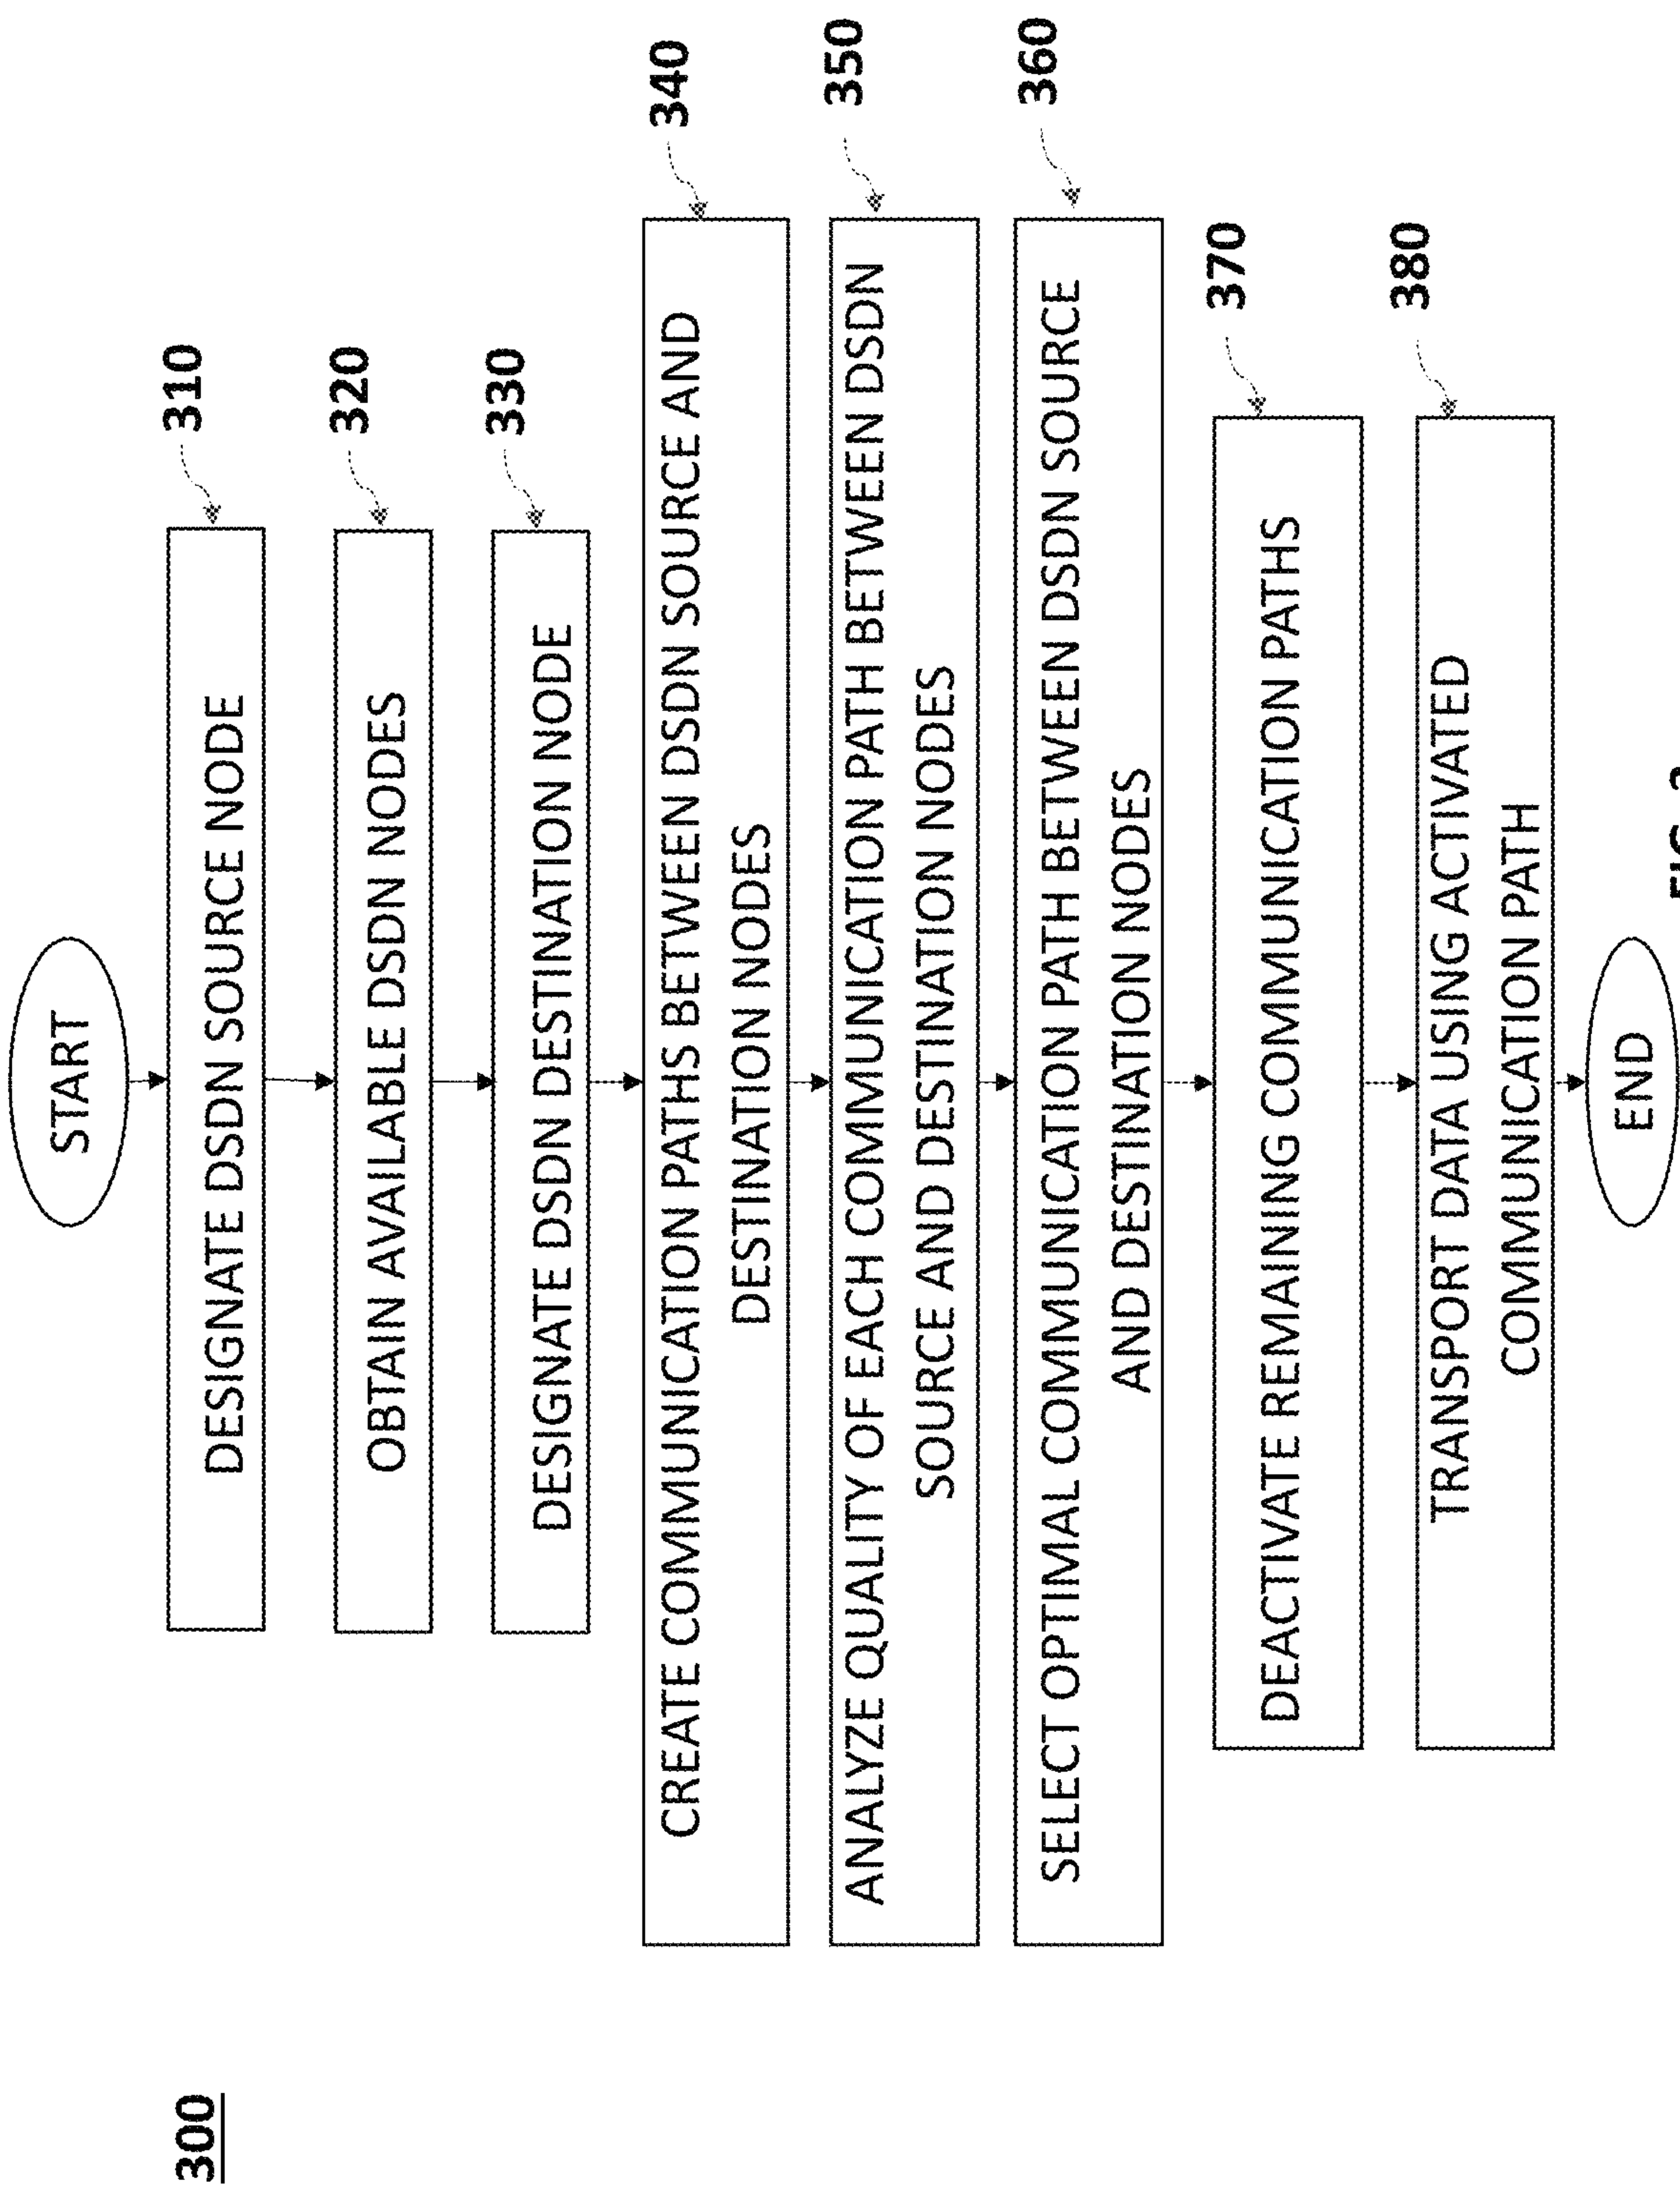 300
START
DESIGNATE DSDN SOURCE NODE
310
OBTAIN AVAILABLE DSDN NODES
320
DESIGNATE DSDN DESTINATION NODE
330
CREATE COMMUNICATION PATHS BETWEEN DSDN SOURCE AND
DESTINATION NODES
340
ANALYZE QUALITY OF EACH COMMUNICATION PATH BETWEEN DSDN
SOURCE AND DESTINATION NODES
350
SELECT OPTIMAL COMMUNICATION PATH BETWEEN DSDN SOURCE
AND DESTINATION NODES
360
DEACTIVATE REMAINING COMMUNICATION PATHS
370
TRANSPORT DATA USING ACTIVATED
COMMUNICATION PATH
380
END